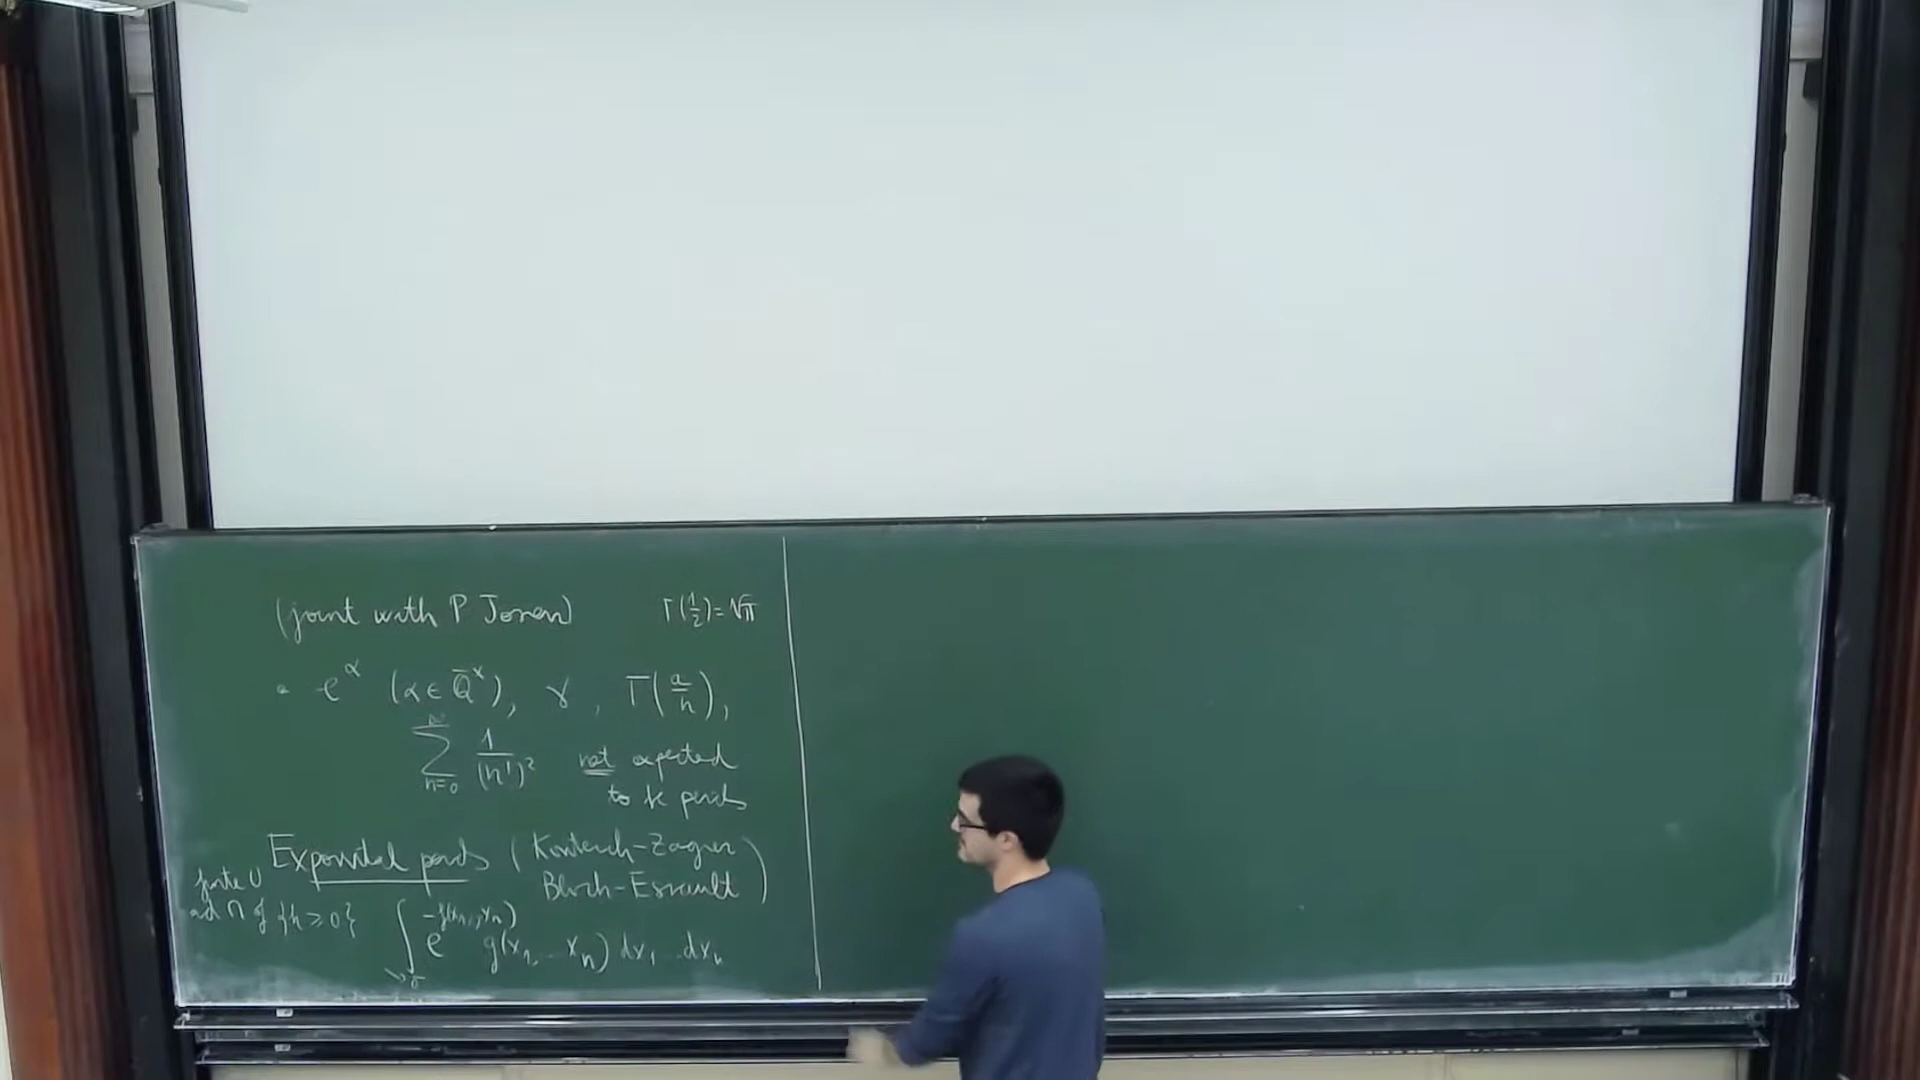 (joint with P Jossen) Γ(1/2) = √π
• e^α (α ∈ Q̄^×), γ, Γ(a/n),
∑_{n=0}^∞ 1/(n!)² not expected
to be periods
Exponential periods (Kontsevich-Zagier
Bloch-Esnault)
finite ∪
and ∩ of {h ≥ 0}
∫_σ e^{-f(x_1,…,x_n)} g(x_1, … x_n) dx_1 … dx_n